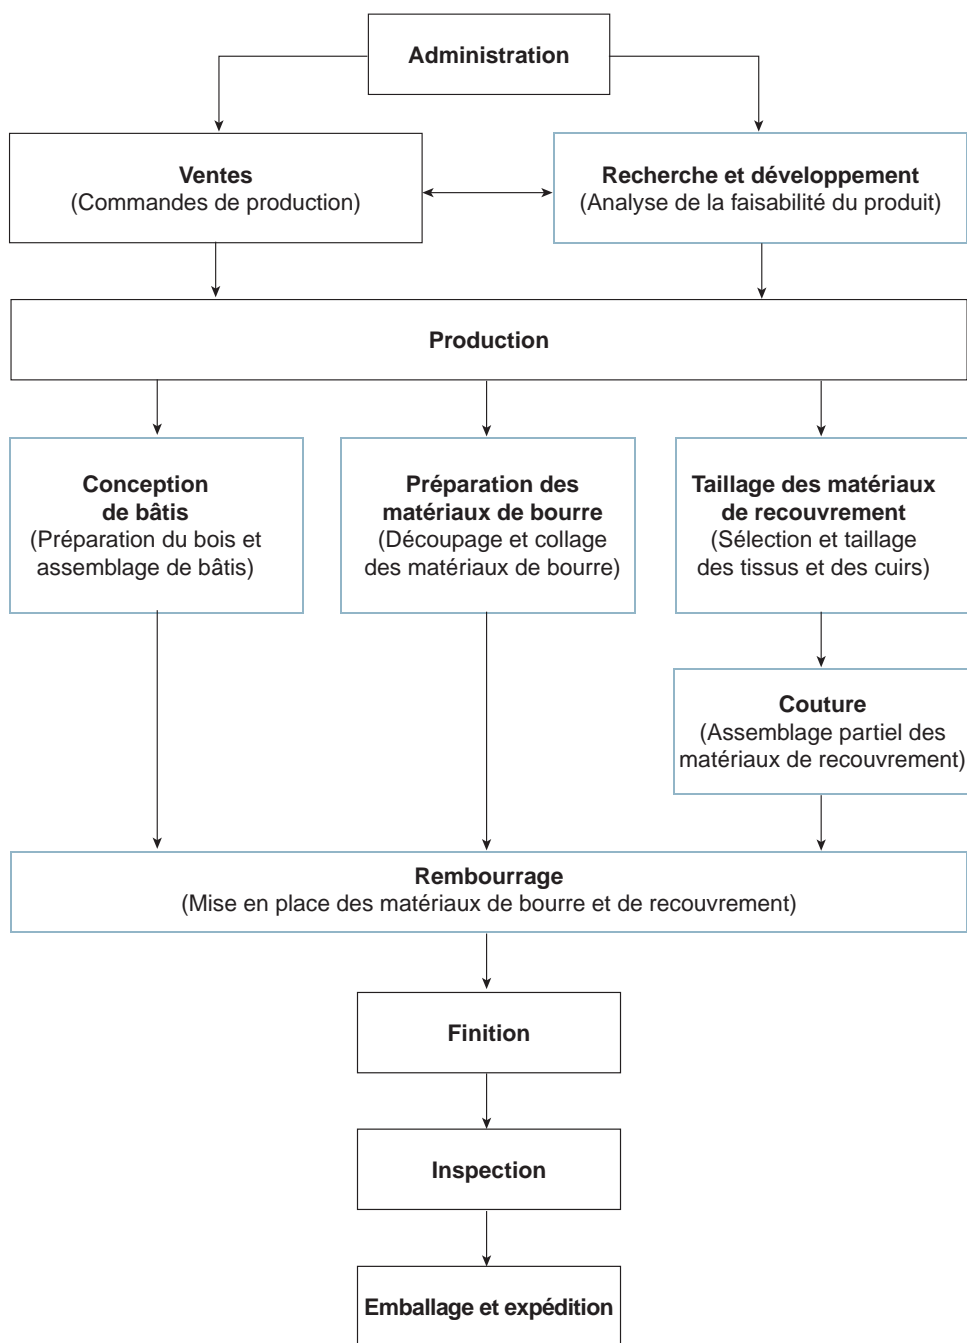 Administration
Ventes
(Commandes de production)
Recherche et développement
(Analyse de la faisabilité du produit)
Production
Conception
de bâtis
(Préparation du bois et
assemblage de bâtis)
Préparation des
matériaux de bourre
(Découpage et collage
des matériaux de bourre)
Taillage des matériaux
de recouvrement
(Sélection et taillage
des tissus et des cuirs)
Couture
(Assemblage partiel des
matériaux de recouvrement)
Rembourrage
(Mise en place des matériaux de bourre et de recouvrement)
Finition
Inspection
Emballage et expédition